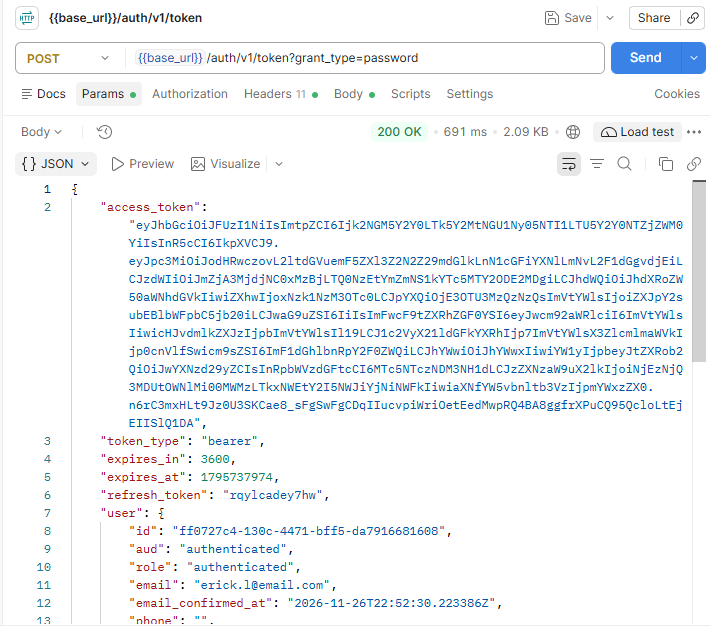 HTTP {{base_url}}/auth/v1/token Save Share
POST {{base_url}} /auth/v1/token?grant_type=password Send
Docs Params Authorization Headers 11 Body Scripts Settings Cookies
Body 200 OK • 691 ms • 2.09 KB Load test
{} JSON Preview Visualize
1 {
2 "access_token":
"eyJhbGciOiJFUzI1NiIsImtpZCI6Ijk2NGM5Y2Y0LTk5Y2MtNGU1Ny05NTI1LTU5Y2Y0NTZjZWM0
YiIsInR5cCI6IkpXVCJ9.
eyJpc3MiOiJodHRwczovL2ltdGVuemF5ZXl3Z2N2Z29mdGlkLnN1cGFiYXNlLmNvL2F1dGgvdjEiL
CJzdWIiOiJmZjA3MjdjNC0xMzBjLTQ0NzEtYmZmNS1kYTc5MTY2ODE2MDgiLCJhdWQiOiJhdXRoZW
50aWNhdGVkIiwiZXhwIjoxNzk1NzM3OTc0LCJpYXQiOjE3OTU3MzQzNzQsImVtYWlsIjoiZXJpY2s
ubEBlbWFpbC5jb20iLCJwaG9uZSI6IiIsImFwcF9tZXRhZGF0YSI6eyJwcm92aWRlciI6ImVtYWls
IiwicHJvdmlkZXJzIjpbImVtYWlsIl19LCJ1c2VyX21ldGFkYXRhIjp7ImVtYWlsX3ZlcmlmaWVkI
jp0cnVlfSwicm9sZSI6ImF1dGhlbnRpY2F0ZWQiLCJhYWwiOiJhYWwxIiwiYW1yIjpbeyJtZXRob2
QiOiJwYXNzd29yZCIsInRpbWVzdGFtcCI6MTc5NTczNDM3NH1dLCJzZXNzaW9uX2lkIjoiNjEzNjQ
3MDUtOWNlMi00MWMzLTkxNWEtY2I5NWJiYjNiNWFkIiwiaXNfYW5vbnltb3VzIjpmYWxzZX0.
n6rC3mxHLt9Jz0U3SKCae8_sFgSwFgCDqIIucvpiWriOetEedMwpRQ4BA8ggfrXPuCQ95QcloLtEj
EIISlQ1DA",
3 "token_type": "bearer",
4 "expires_in": 3600,
5 "expires_at": 1795737974,
6 "refresh_token": "rqylcadey7hw",
7 "user": {
8 "id": "ff0727c4-130c-4471-bff5-da7916681608",
9 "aud": "authenticated",
10 "role": "authenticated",
11 "email": "erick.l@email.com",
12 "email_confirmed_at": "2026-11-26T22:52:30.223386Z",
13 "phone": "",